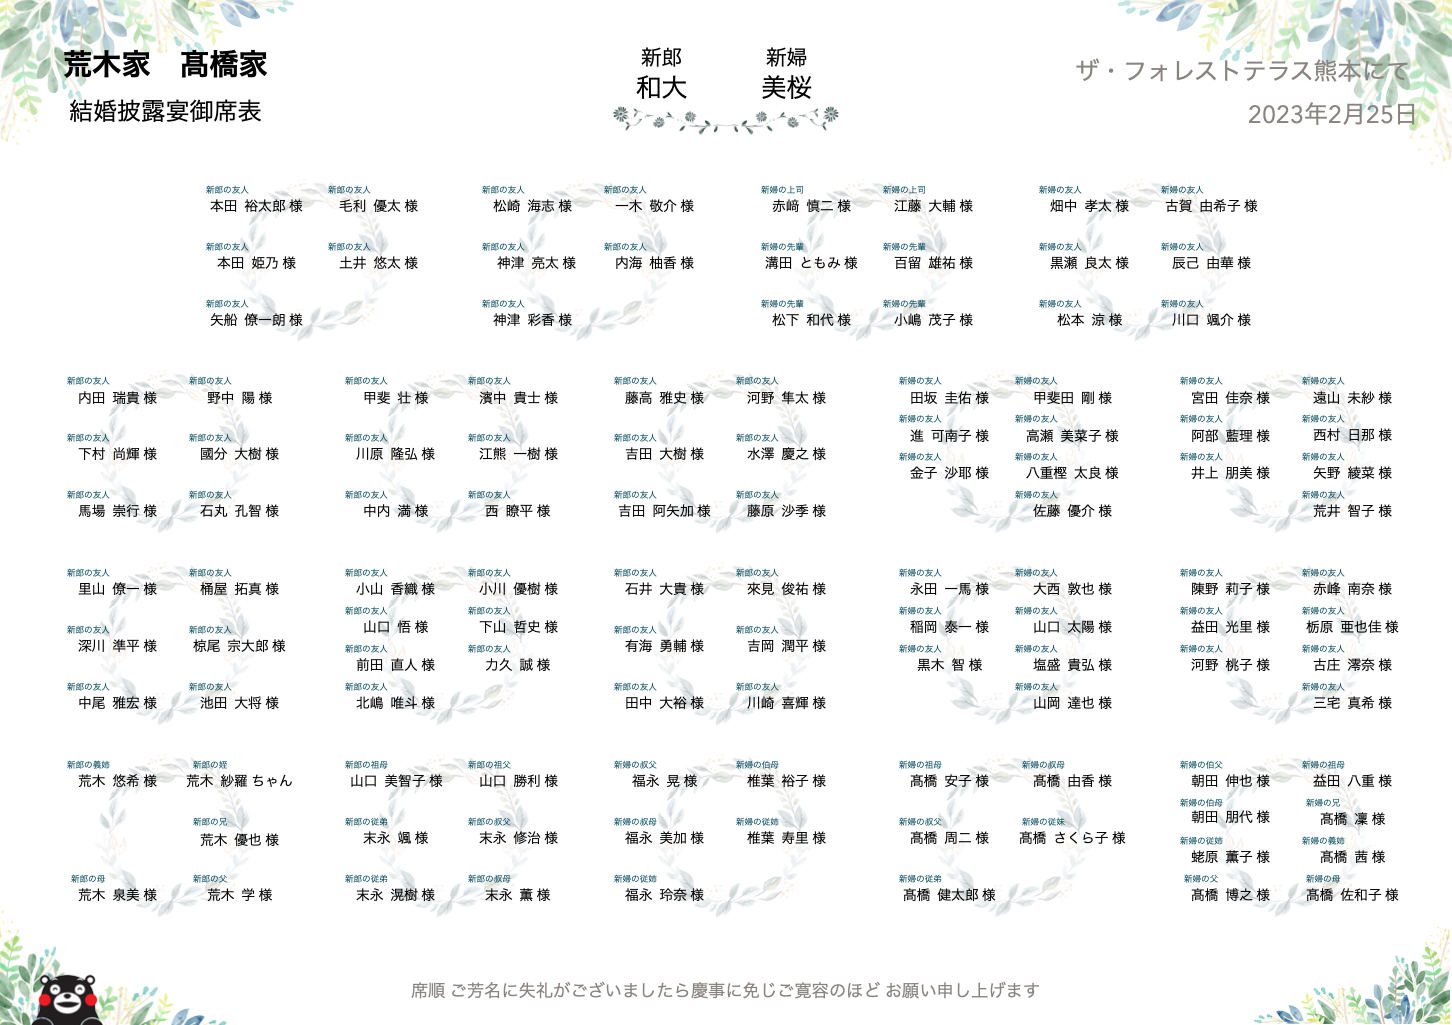 荒木家　髙橋家
結婚披露宴御席表
新郎 新婦
和大 美桜
ザ・フォレストテラス熊本にて
2023年2月25日
新郎の友人 新郎の友人 新郎の友人 新郎の友人 新婦の上司 新婦の上司 新婦の友人 新婦の友人
本田 裕太郎 様 毛利 優太 様 松崎 海志 様 一木 敬介 様 赤﨑 慎二 様 江藤 大輔 様 畑中 孝太 様 古賀 由希子 様
新郎の友人 新郎の友人 新郎の友人 新郎の友人 新婦の先輩 新婦の先輩 新婦の友人 新婦の友人
本田 姫乃 様 土井 悠太 様 神津 亮太 様 内海 柚香 様 溝田 ともみ 様 百留 雄祐 様 黒瀬 良太 様 辰己 由華 様
新郎の友人 新郎の友人 新婦の先輩 新婦の先輩 新婦の友人 新婦の友人
矢船 僚一朗 様 神津 彩香 様 松下 和代 様 小嶋 茂子 様 松本 涼 様 川口 颯介 様
新郎の友人 新郎の友人 新郎の友人 新郎の友人 新郎の友人 新郎の友人 新婦の友人 新婦の友人 新婦の友人 新婦の友人
内田 瑞貴 様 野中 陽 様 甲斐 壮 様 濱中 貴士 様 藤高 雅史 様 河野 隼太 様 田坂 圭佑 様 甲斐田 剛 様 宮田 佳奈 様 遠山 未紗 様
新婦の友人 新婦の友人 新婦の友人 新婦の友人
進 可南子 様 高瀬 美菜子 様 阿部 藍理 様 西村 日那 様
新郎の友人 新郎の友人 新郎の友人 新郎の友人 新郎の友人 新郎の友人
下村 尚輝 様 國分 大樹 様 川原 隆弘 様 江熊 一樹 様 吉田 大樹 様 水澤 慶之 様
新婦の友人 新婦の友人 新婦の友人 新婦の友人
金子 沙耶 様 八重樫 太良 様 井上 朋美 様 矢野 綾菜 様
新郎の友人 新郎の友人 新郎の友人 新郎の友人 新郎の友人 新郎の友人 新婦の友人 新婦の友人
馬場 崇行 様 石丸 孔智 様 中内 満 様 西 瞭平 様 吉田 阿矢加 様 藤原 沙季 様 佐藤 優介 様 荒井 智子 様
新郎の友人 新郎の友人 新郎の友人 新郎の友人 新郎の友人 新郎の友人 新婦の友人 新婦の友人 新婦の友人 新婦の友人
里山 僚一 様 桶屋 拓真 様 小山 香織 様 小川 優樹 様 石井 大貴 様 來見 俊祐 様 永田 一馬 様 大西 敦也 様 陳野 莉子 様 赤峰 南奈 様
新郎の友人 新郎の友人 新婦の友人 新婦の友人 新婦の友人 新婦の友人
山口 悟 様 下山 哲史 様 稲岡 泰一 様 山口 太陽 様 益田 光里 様 栃原 亜也佳 様
新郎の友人 新郎の友人 新郎の友人 新郎の友人
深川 準平 様 椋尾 宗大郎 様 有海 勇輔 様 吉岡 潤平 様
新郎の友人 新郎の友人 新婦の友人 新婦の友人 新婦の友人 新婦の友人
前田 直人 様 力久 誠 様 黒木 智 様 塩盛 貴弘 様 河野 桃子 様 古庄 澪奈 様
新郎の友人 新郎の友人 新郎の友人 新郎の友人 新郎の友人 新婦の友人 新婦の友人
中尾 雅宏 様 池田 大将 様 北嶋 唯斗 様 田中 大裕 様 川崎 喜輝 様 山岡 達也 様 三宅 真希 様
新郎の義姉 新郎の姪 新郎の祖母 新郎の祖父 新婦の叔父 新婦の伯母 新婦の祖母 新婦の叔母 新婦の伯父 新婦の祖母
荒木 悠希 様 荒木 紗羅 ちゃん 山口 美智子 様 山口 勝利 様 福永 晃 様 椎葉 裕子 様 髙橋 安子 様 髙橋 由香 様 朝田 伸也 様 益田 八重 様
新婦の伯母 新婦の兄
朝田 朋代 様 髙橋 凜 様
新郎の兄 新郎の従弟 新郎の叔父 新婦の叔母 新婦の従姉 新婦の叔父 新婦の従妹
荒木 優也 様 末永 颯 様 末永 修治 様 福永 美加 様 椎葉 寿里 様 髙橋 周二 様 髙橋 さくら子 様
新婦の従姉 新婦の義姉
蛯原 薫子 様 髙橋 茜 様
新郎の母 新郎の父 新郎の従弟 新郎の叔母 新婦の従姉 新婦の従弟 新婦の父 新婦の母
荒木 泉美 様 荒木 学 様 末永 滉樹 様 末永 薫 様 福永 玲奈 様 髙橋 健太郎 様 髙橋 博之 様 髙橋 佐和子 様
席順 ご芳名に失礼がございましたら慶事に免じご寛容のほど お願い申し上げます